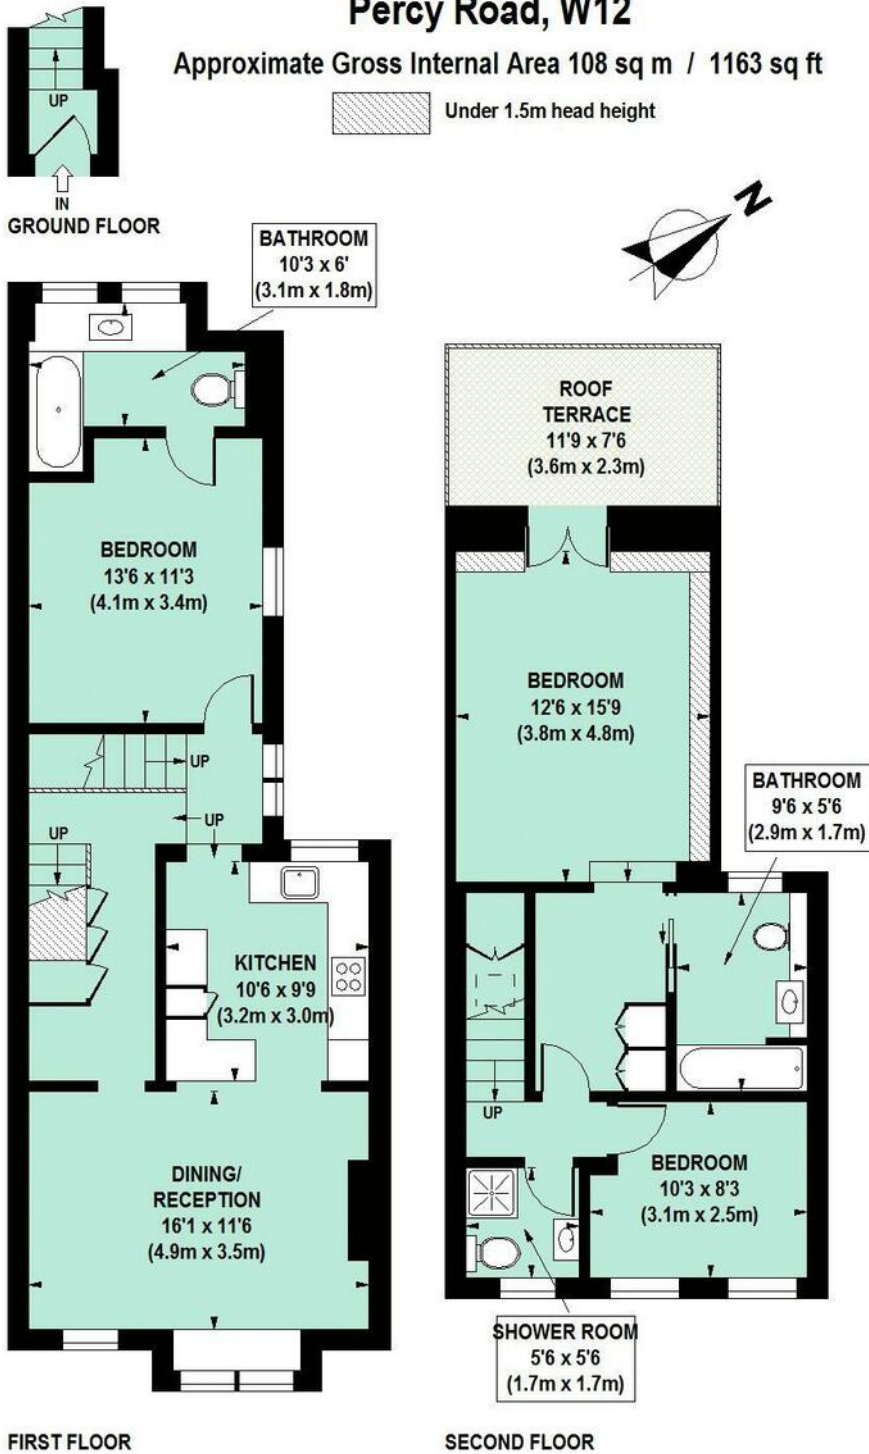 Percy Road, W12
Approximate Gross Internal Area 108 sq m / 1163 sq ft
Under 1.5m head height
UP
IN
GROUND FLOOR
N
BATHROOM
10'3 x 6'
(3.1m x 1.8m)
BEDROOM
13'6 x 11'3
(4.1m x 3.4m)
UP
UP
UP
KITCHEN
10'6 x 9'9
(3.2m x 3.0m)
DINING/
RECEPTION
16'1 x 11'6
(4.9m x 3.5m)
FIRST FLOOR
ROOF
TERRACE
11'9 x 7'6
(3.6m x 2.3m)
BEDROOM
12'6 x 15'9
(3.8m x 4.8m)
BATHROOM
9'6 x 5'6
(2.9m x 1.7m)
UP
BEDROOM
10'3 x 8'3
(3.1m x 2.5m)
SHOWER ROOM
5'6 x 5'6
(1.7m x 1.7m)
SECOND FLOOR